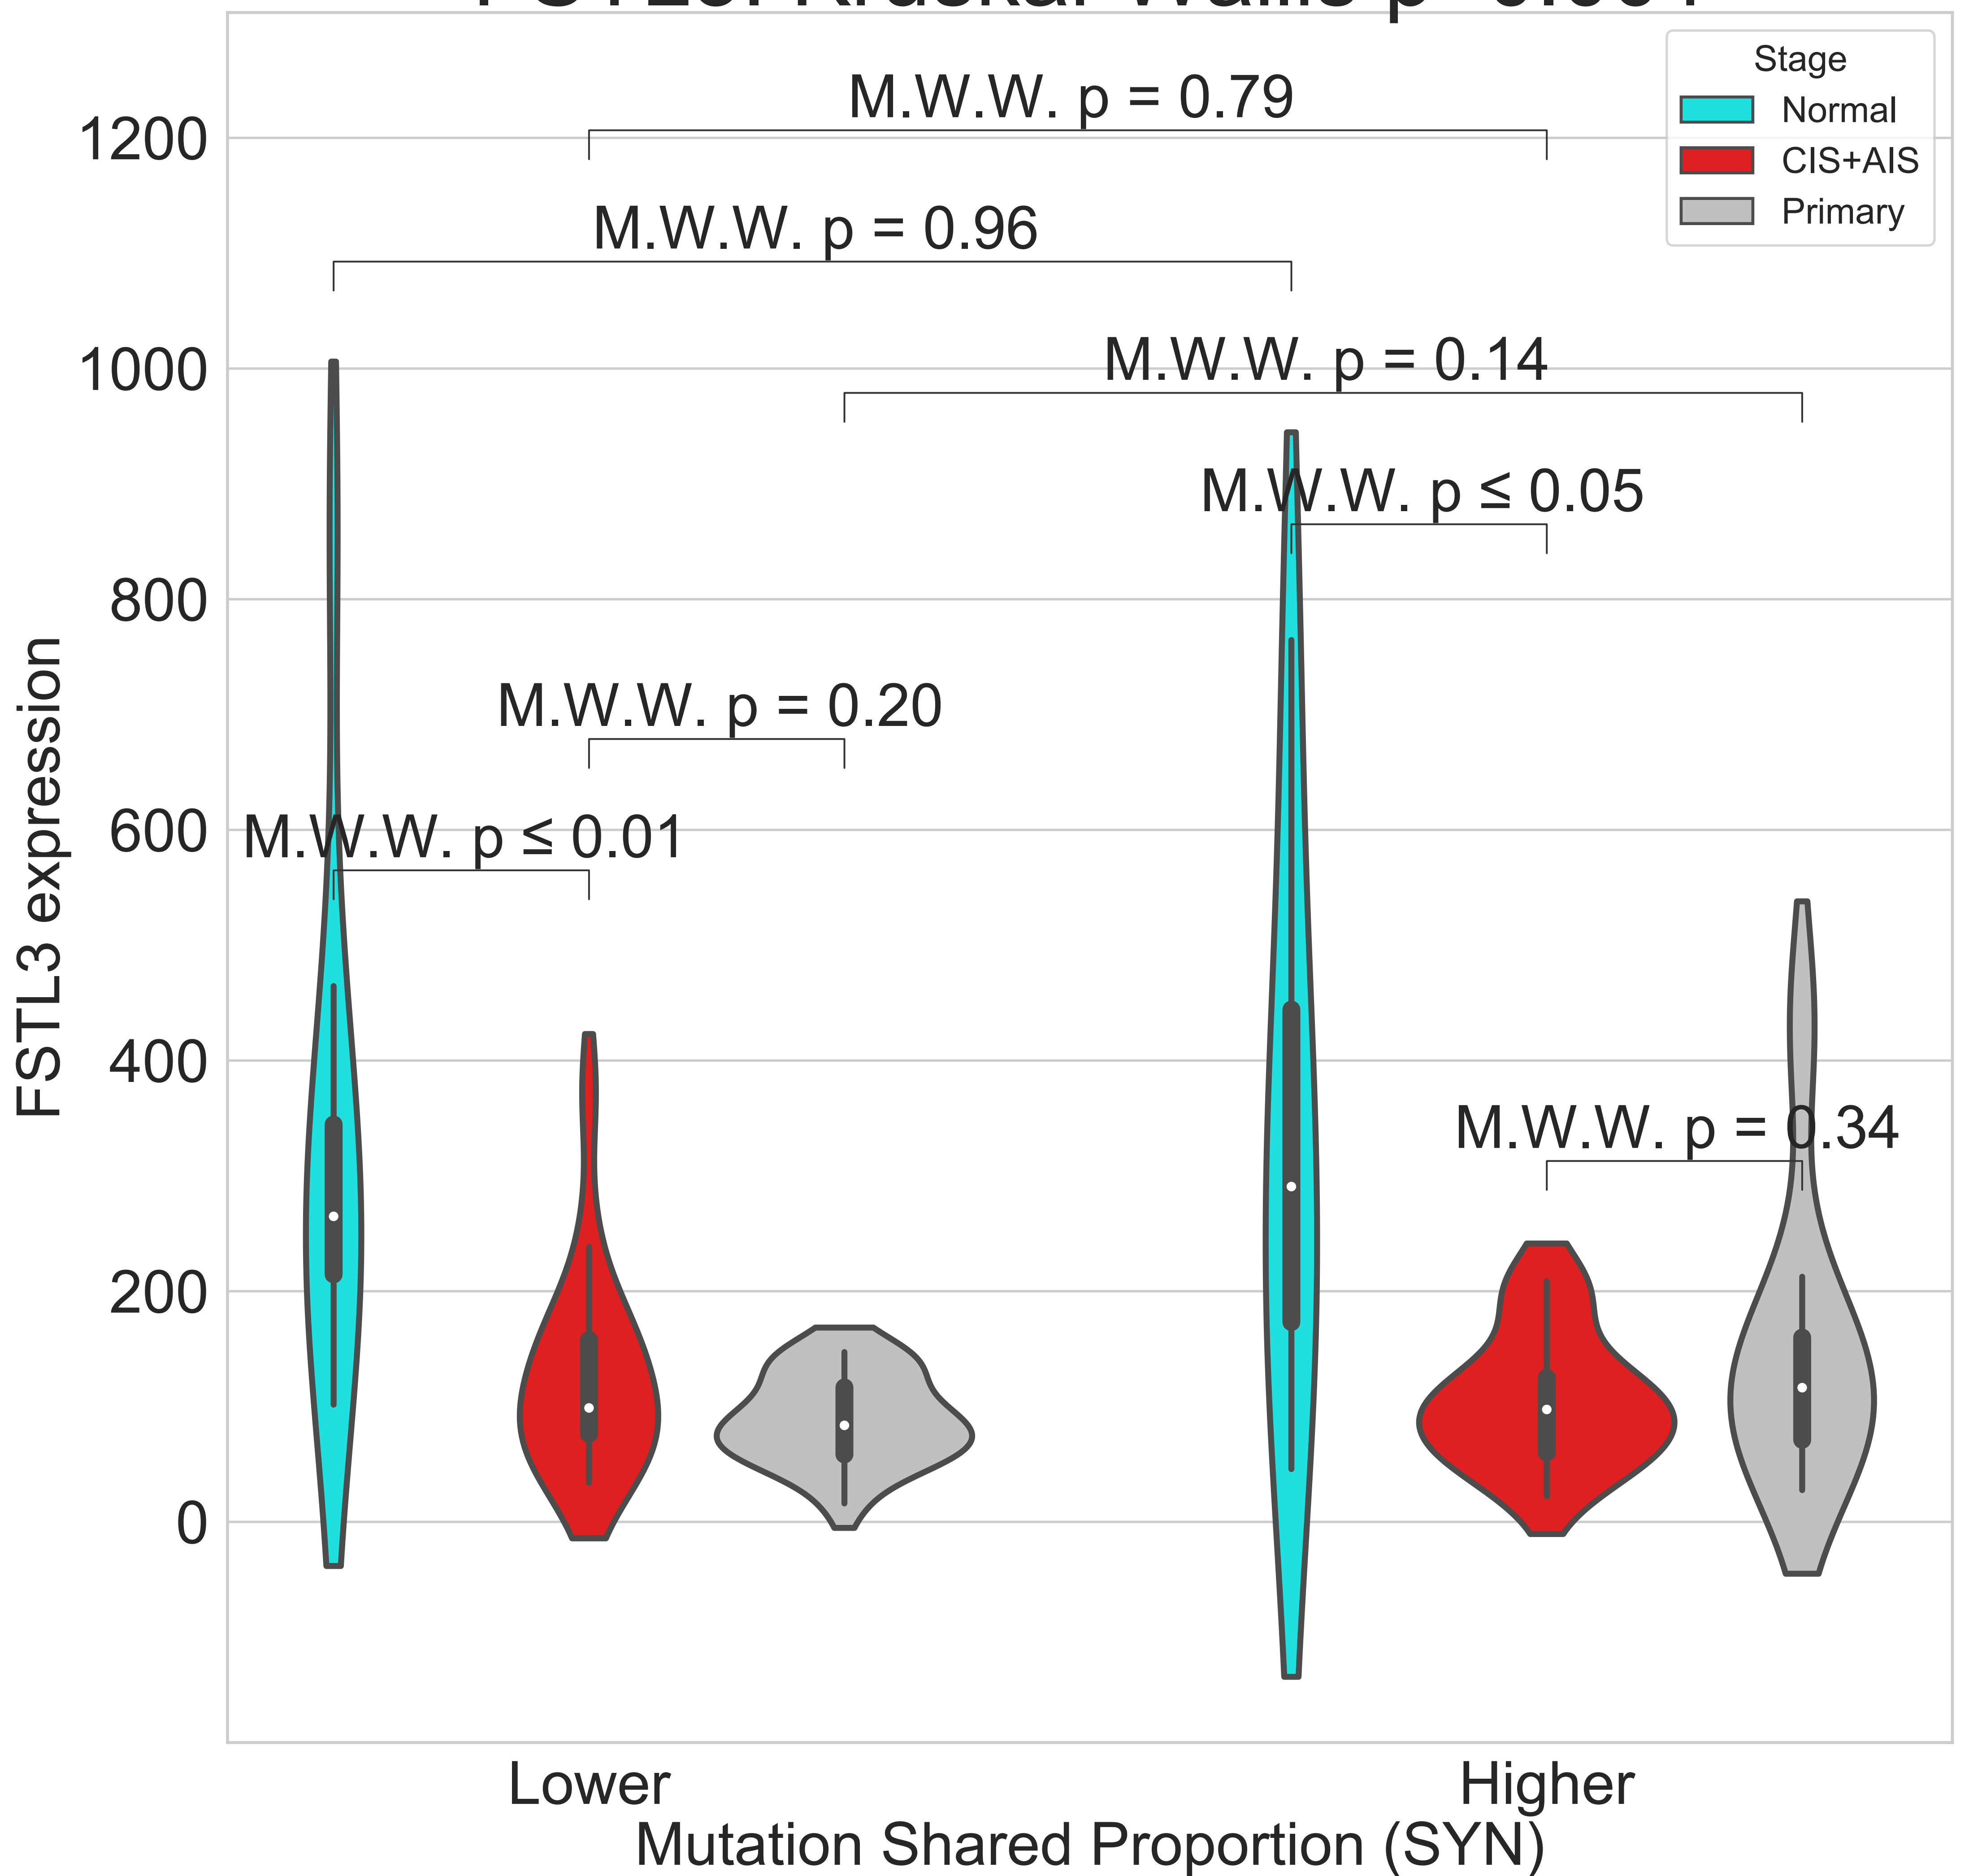 Stage
Normal
CIS+AIS
Primary
M.W.W. p = 0.79
M.W.W. p = 0.96
M.W.W. p = 0.14
M.W.W. p ≤ 0.05
M.W.W. p = 0.20
M.W.W. p ≤ 0.01
M.W.W. p = 0.34
1200
1000
800
600
400
200
0
FSTL3 expression
Lower
Higher
Mutation Shared Proportion (SYN)